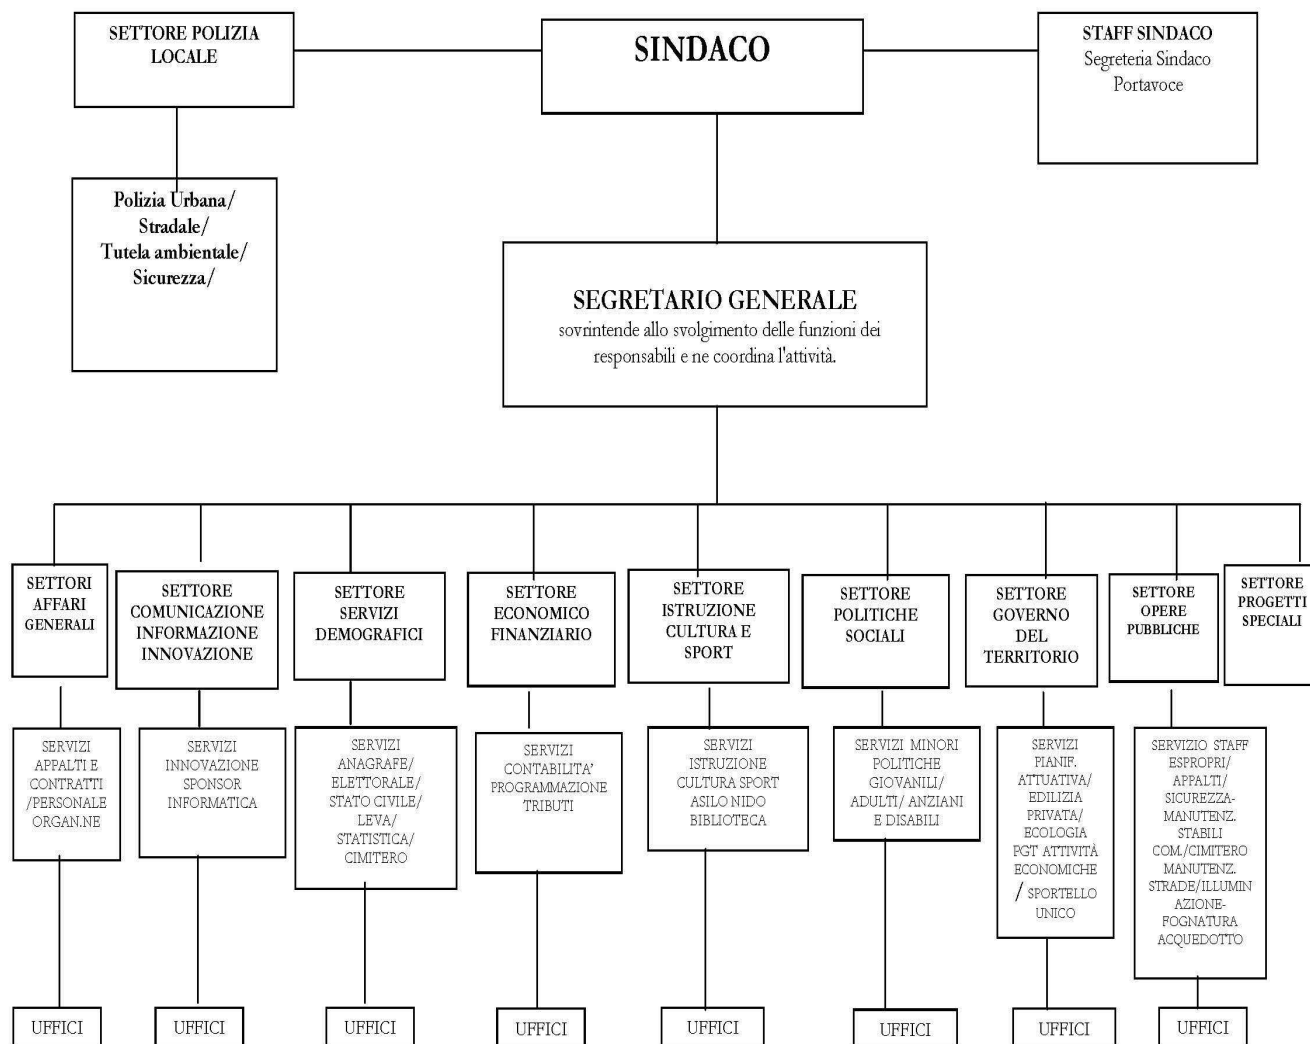 SETTORE POLIZIA
LOCALE
SINDACO
STAFF SINDACO
Segreteria Sindaco
Portavoce
Polizia Urbana/
Stradale/
Tutela ambientale/
Sicurezza/
SEGRETARIO GENERALE
sovrintende allo svolgimento delle funzioni dei
responsabili e ne coordina l'attività.
SETTORI
AFFARI
GENERALI
SETTORE
COMUNICAZIONE
INFORMAZIONE
INNOVAZIONE
SETTORE
SERVIZI
DEMOGRAFICI
SETTORE
ECONOMICO
FINANZIARIO
SETTORE
ISTRUZIONE
CULTURA E
SPORT
SETTORE
POLITICHE
SOCIALI
SETTORE
GOVERNO
DEL
TERRITORIO
SETTORE
OPERE
PUBBLICHE
SETTORE
PROGETTI
SPECIALI
SERVIZI
APPALTI E
CONTRATTI
/PERSONALE
ORGAN.NE
SERVIZI
INNOVAZIONE
SPONSOR
INFORMATICA
SERVIZI
ANAGRAFE/
ELETTORALE/
STATO CIVILE/
LEVA/
STATISTICA/
CIMITERO
SERVIZI
CONTABILITA'
PROGRAMMAZIONE
TRIBUTI
SERVIZI
ISTRUZIONE
CULTURA SPORT
ASILO NIDO
BIBLIOTECA
SERVIZI MINORI
POLITICHE
GIOVANILI/
ADULTI/ ANZIANI
E DISABILI
SERVIZI
PIANIF.
ATTUATIVA/
EDILIZIA
PRIVATA/
ECOLOGIA
PGT ATTIVITÀ
ECONOMICHE
/ SPORTELLO
UNICO
SERVIZIO STAFF
ESPROPRI/
APPALTI/
SICUREZZA-
MANUTENZ.
STABILI
COM./CIMITERO
MANUTENZ.
STRADE/ILLUMIN
AZIONE-
FOGNATURA
ACQUEDOTTO
UFFICI
UFFICI
UFFICI
UFFICI
UFFICI
UFFICI
UFFICI
UFFICI